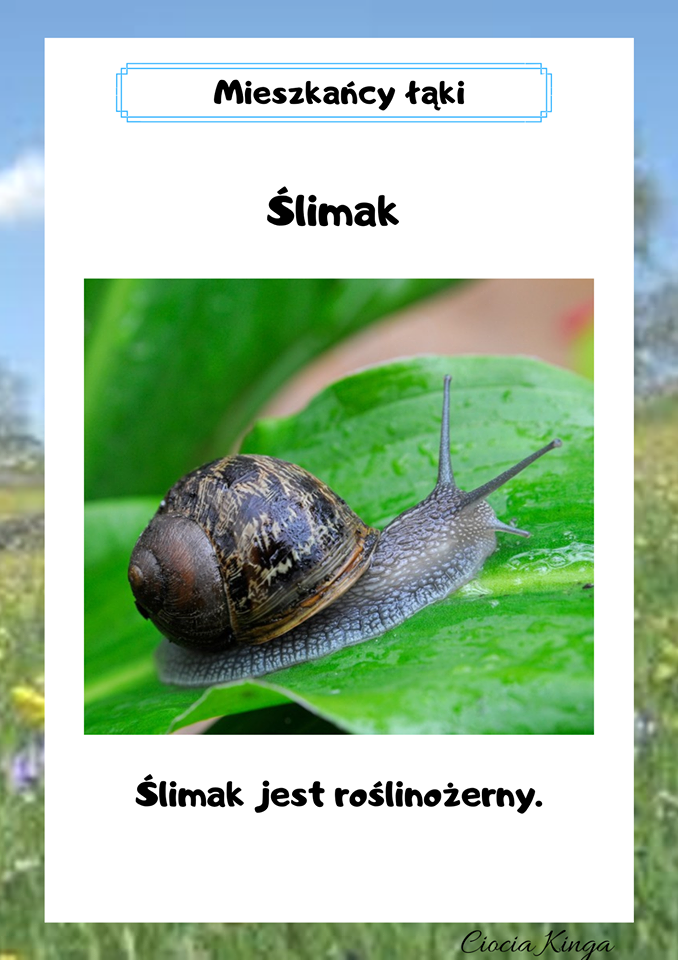 Mieszkańcy łąki
Ślimak
Ślimak jest roślinożerny.
Ciocia Kinga